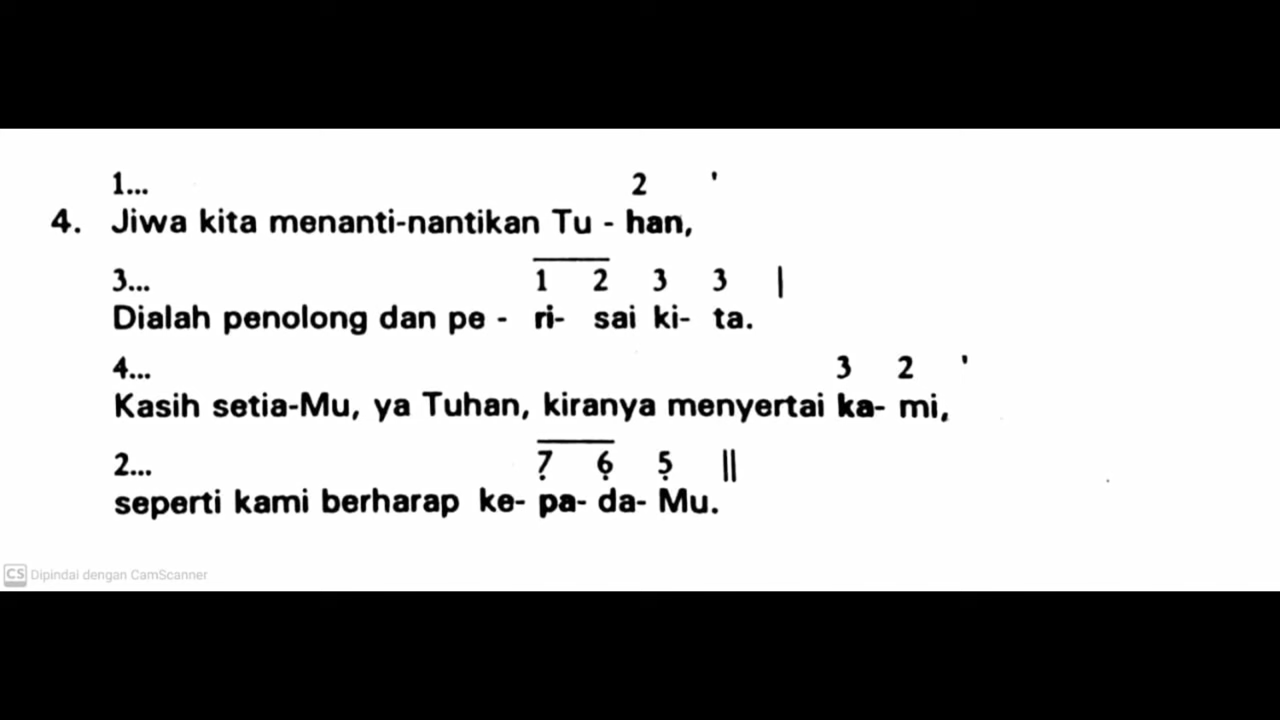 1... 2 '
4. Jiwa kita menanti-nantikan Tu - han,
3... 1 2 3 3 |
Dialah penolong dan pe - ri- sai ki- ta.
4... 3 2 '
Kasih setia-Mu, ya Tuhan, kiranya menyertai ka- mi,
2... 7̣ 6̣ 5̣ ||
seperti kami berharap ke- pa- da- Mu.
CS Dipindai dengan CamScanner